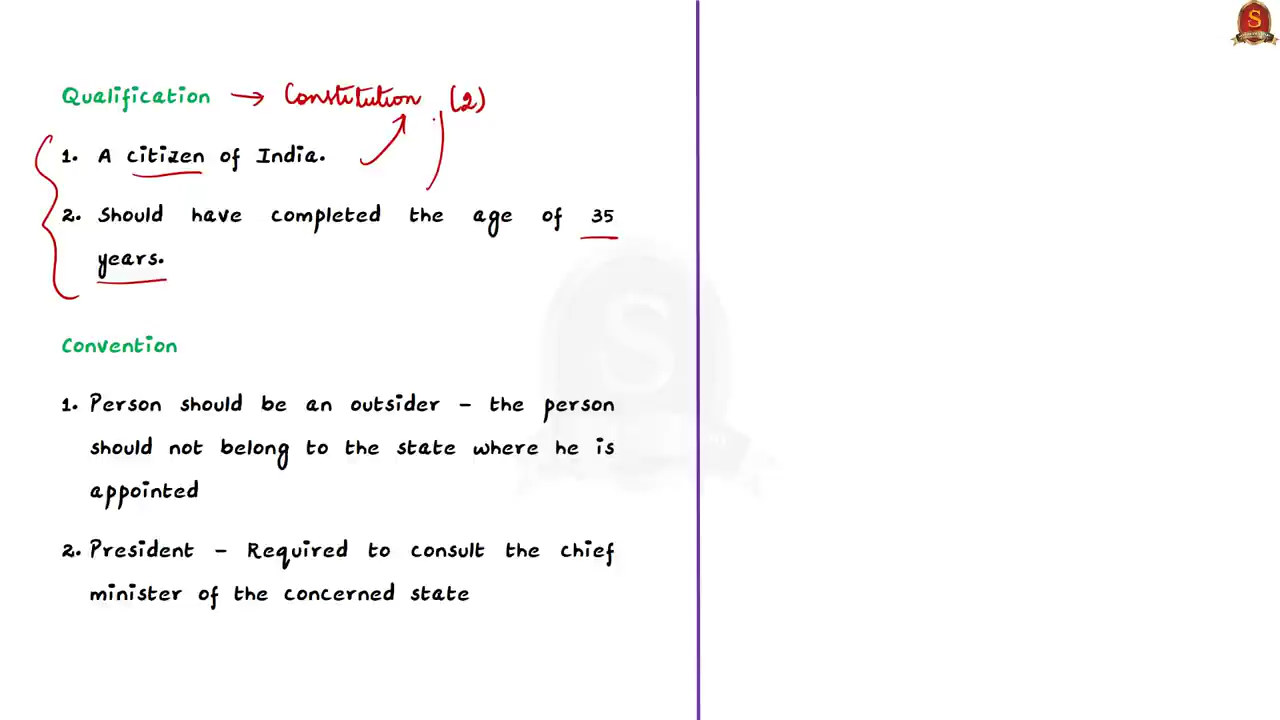 Qualification → Constitution (2)
1. A citizen of India.
2. Should have completed the age of 35
years.
Convention
1. Person should be an outsider – the person
should not belong to the state where he is
appointed
2. President – Required to consult the chief
minister of the concerned state
S